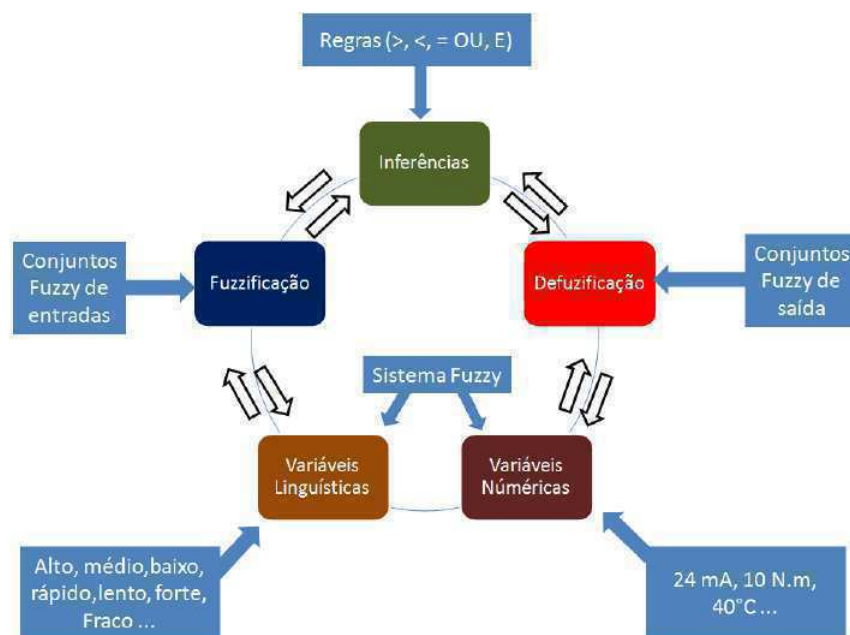 Regras (>, <, = OU, E)
Inferências
Conjuntos
Fuzzy de
entradas
Fuzzificação
Defuzificação
Conjuntos
Fuzzy de
saída
Sistema Fuzzy
Variáveis
Linguísticas
Variáveis
Núméricas
Alto, médio,baixo,
rápido,lento, forte,
Fraco ...
24 mA, 10 N.m,
40°C ...